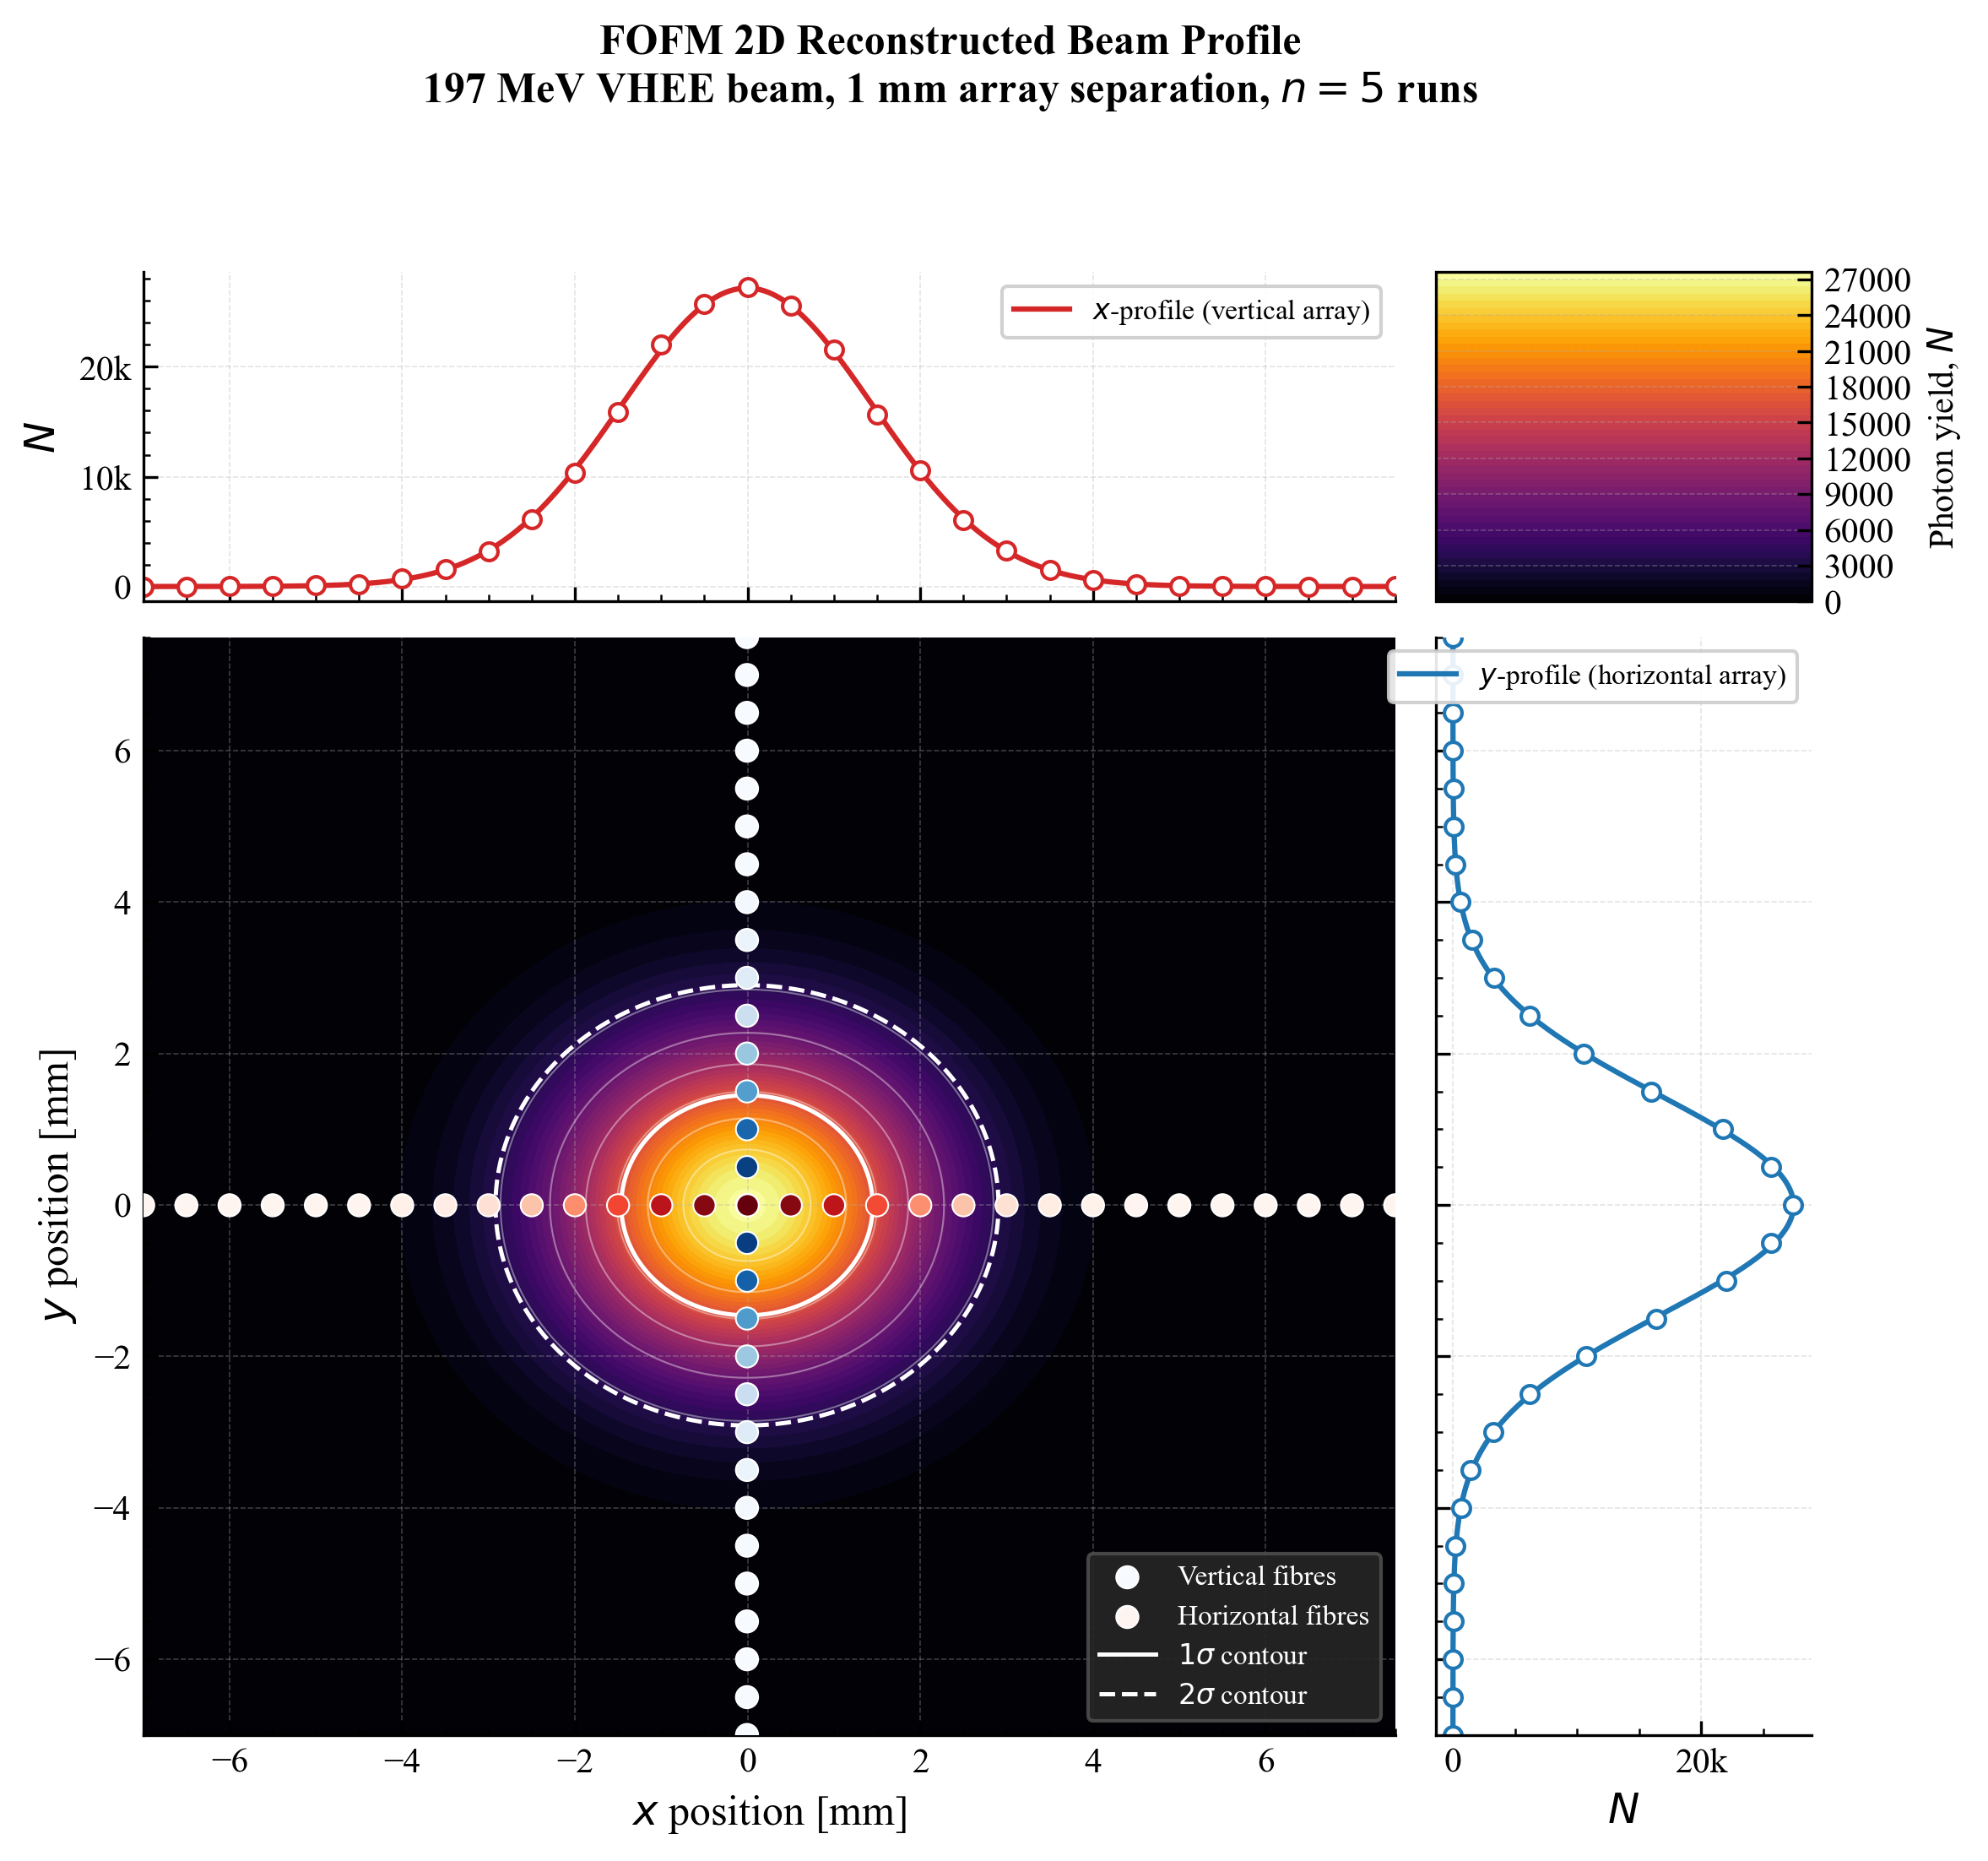 FOFM 2D Reconstructed Beam Profile
197 MeV VHEE beam, 1 mm array separation, n = 5 runs
x-profile (vertical array)
N
20k
10k
0
27000
24000
21000
18000
15000
12000
9000
6000
3000
0
Photon yield, N
y-profile (horizontal array)
y position [mm]
6
4
2
0
−2
−4
−6
Vertical fibres
Horizontal fibres
1σ contour
2σ contour
−6 −4 −2 0 2 4 6
x position [mm]
0 20k
N